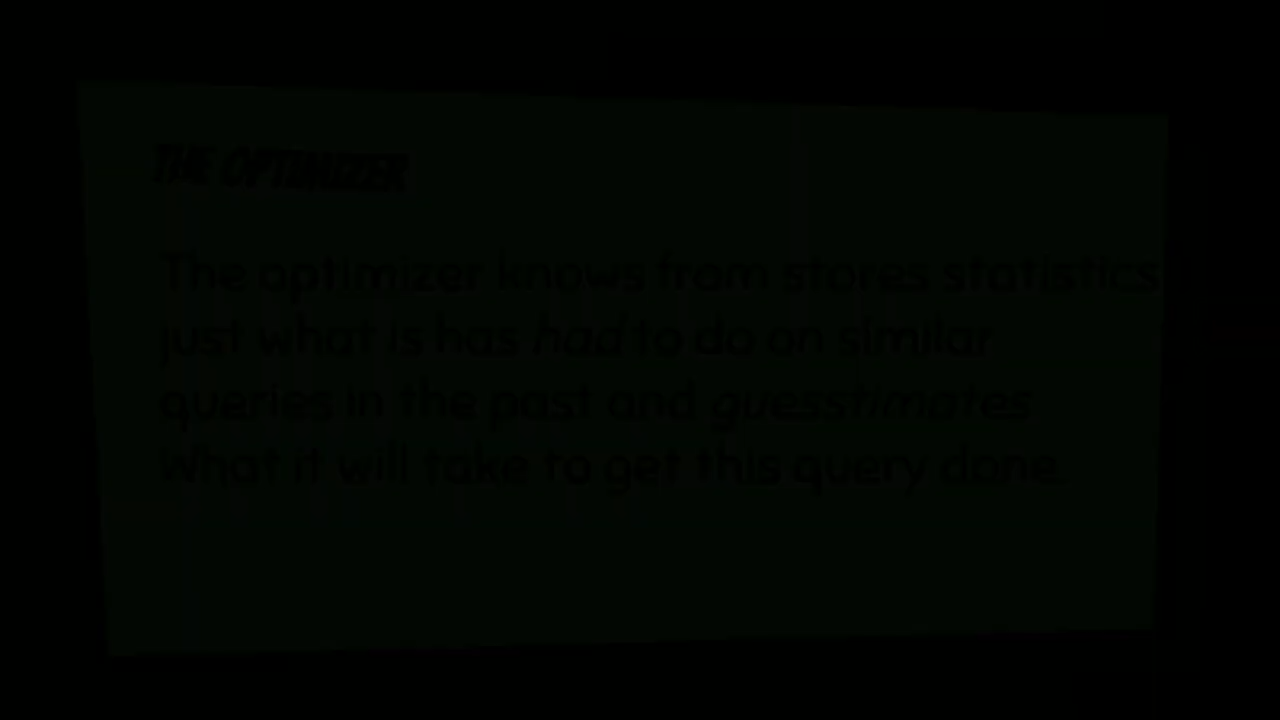 THE OPTIMIZER
The optimizer knows from stores statistics
just what is has had to do on similar
queries in the past and guesstimates
What it will take to get this query done.